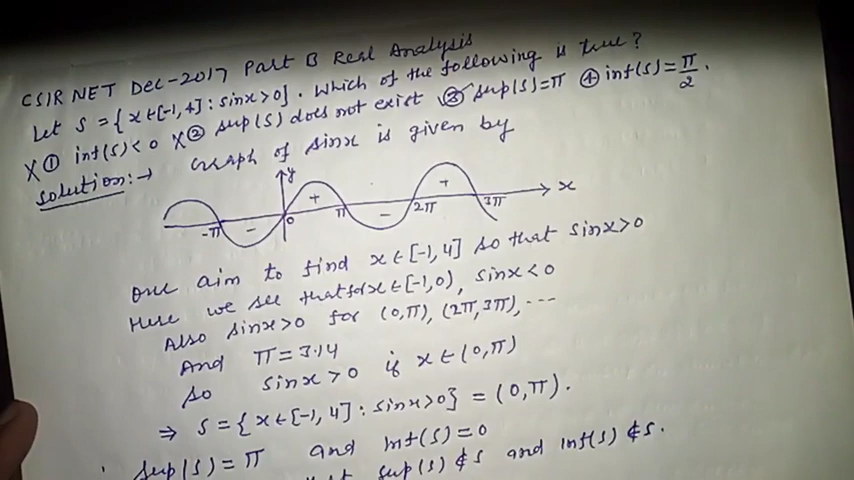 CSIR NET Dec-2017 Part B Real Analysis
Let S = {x∈[-1,4] : sinx>0}. Which of the following is true?
X ① inf(S)<0 X ② sup(S) does not exist ③ sup(S)=π ④ inf(S)=π/2.
solution:→ Graph of sinx is given by
y
+ + x
-π - 0 π - 2π 3π
Our aim to find x∈[-1,4] so that sinx>0
Here we see that for x∈[-1,0), sinx<0
Also sinx>0 for (0,π), (2π,3π), ---
And π=3.14
So sinx>0 if x∈(0,π)
⇒ S={x∈[-1,4] : sinx>0} = (0,π).
sup(S)=π and Inf(S)=0
sup(S)∉S and inf(S)∉S.